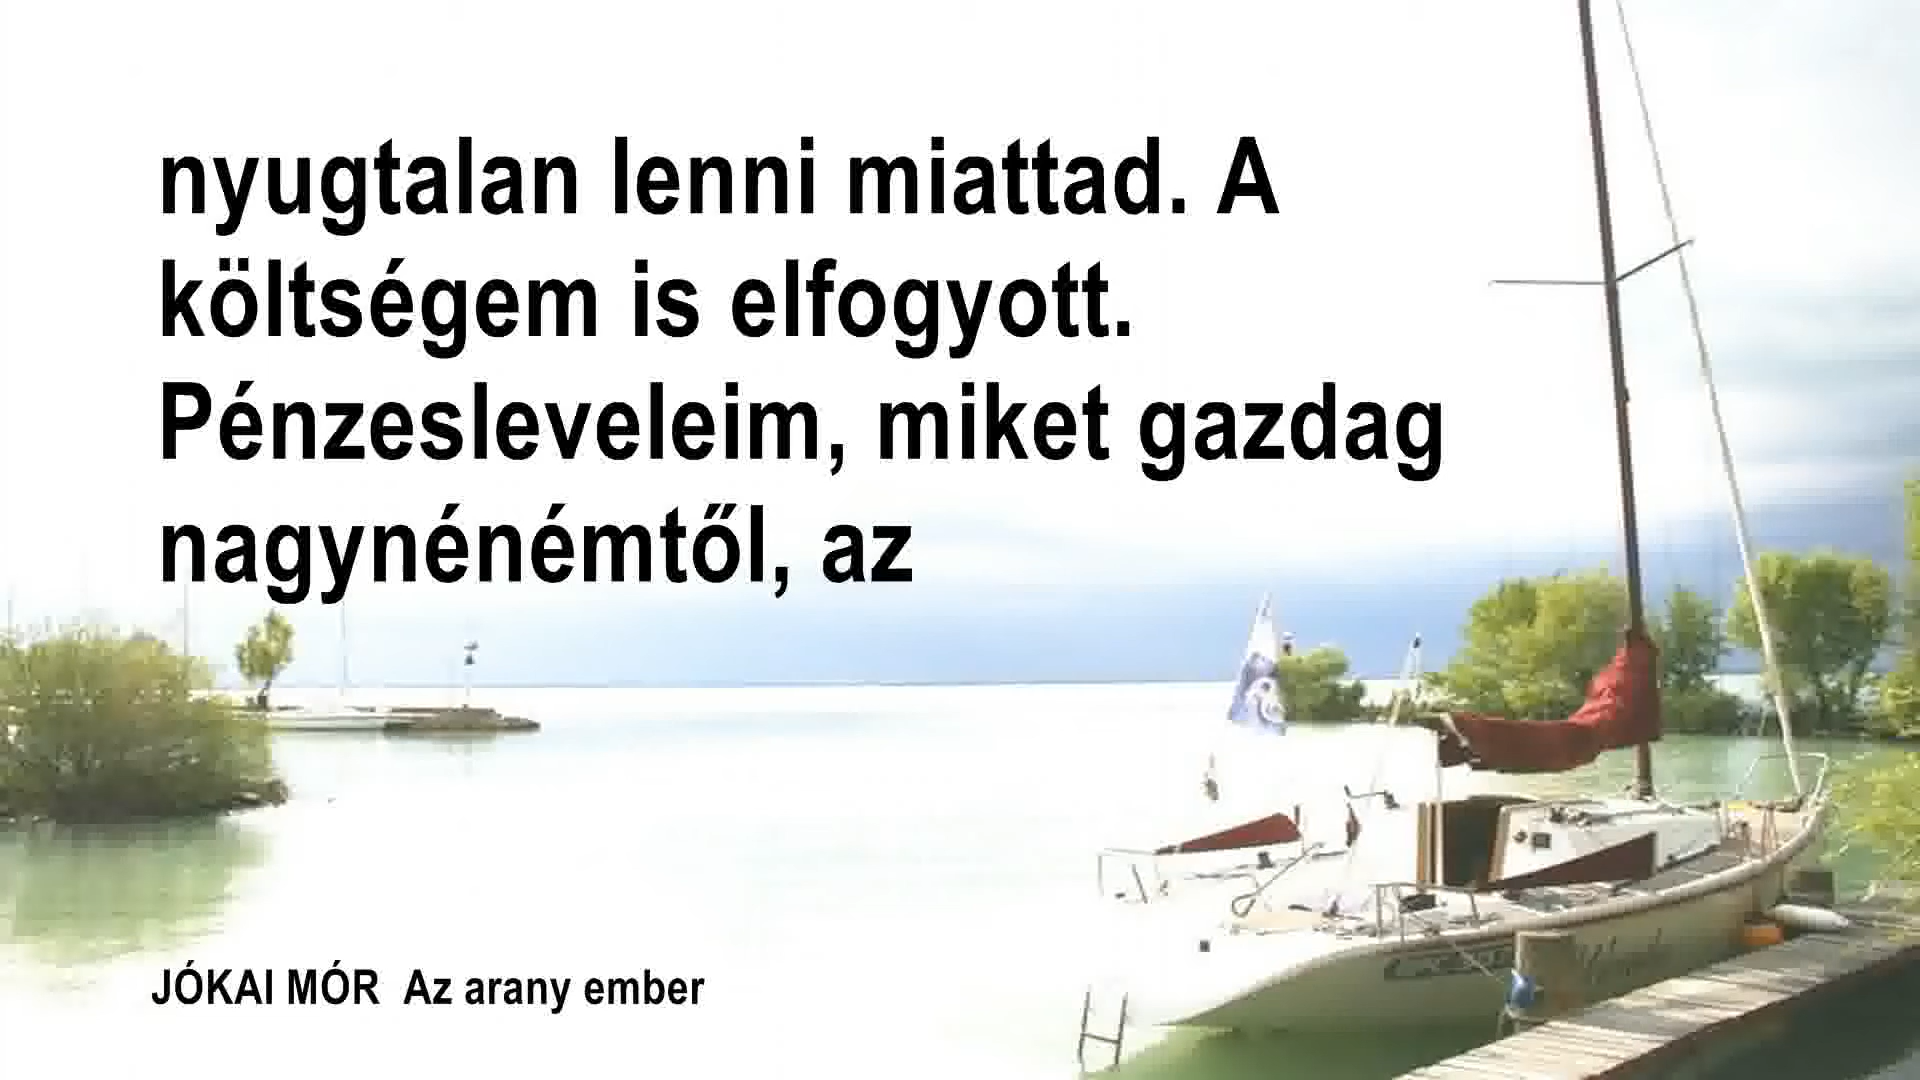 nyugtalan lenni miattad. A
költségem is elfogyott.
Pénzesleveleim, miket gazdag
nagynénémtől, az
JÓKAI MÓR  Az arany ember